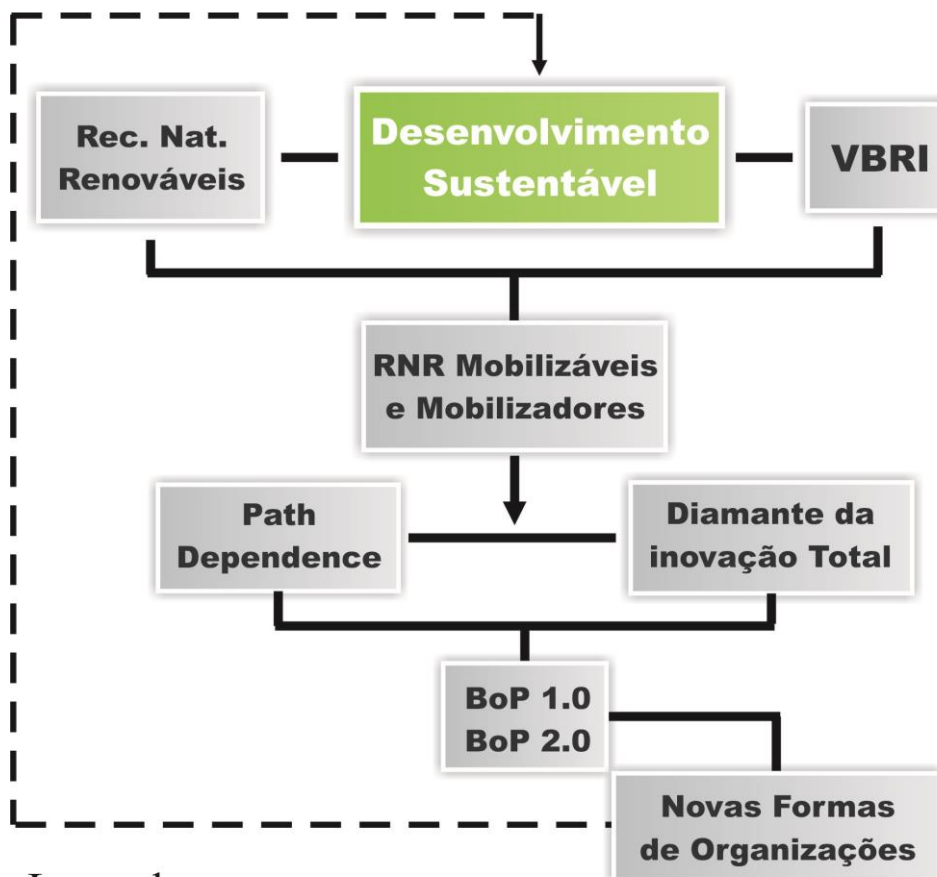 Rec. Nat.
Renováveis
Desenvolvimento
Sustentável
VBRI
RNR Mobilizáveis
e Mobilizadores
Path
Dependence
Diamante da
inovação Total
BoP 1.0
BoP 2.0
Novas Formas
de Organizações